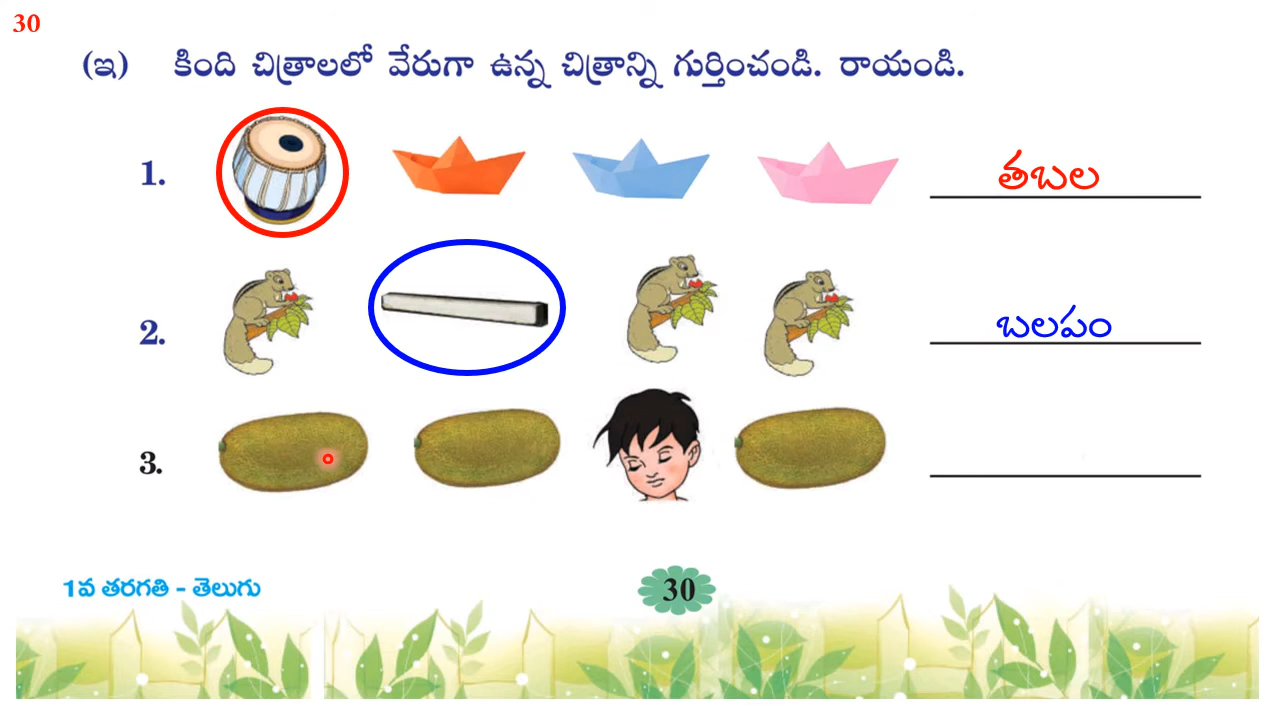 30
(ఇ) కింది చిత్రాలలో వేరుగా ఉన్న చిత్రాన్ని గుర్తించండి. రాయండి.
1. తబల
2. బలపం
3.
1వ తరగతి - తెలుగు 30